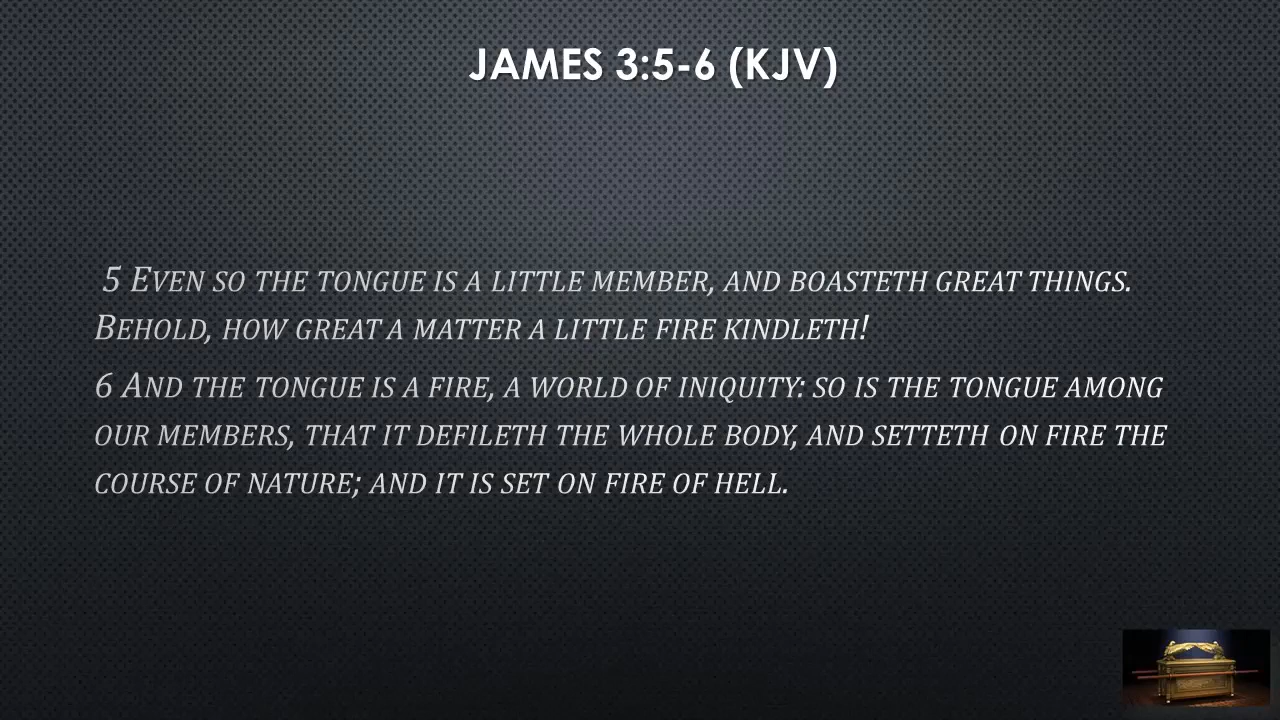 JAMES 3:5-6 (KJV)
5 Even so the tongue is a little member, and boasteth great things.
Behold, how great a matter a little fire kindleth!
6 And the tongue is a fire, a world of iniquity: so is the tongue among
our members, that it defileth the whole body, and setteth on fire the
course of nature; and it is set on fire of hell.